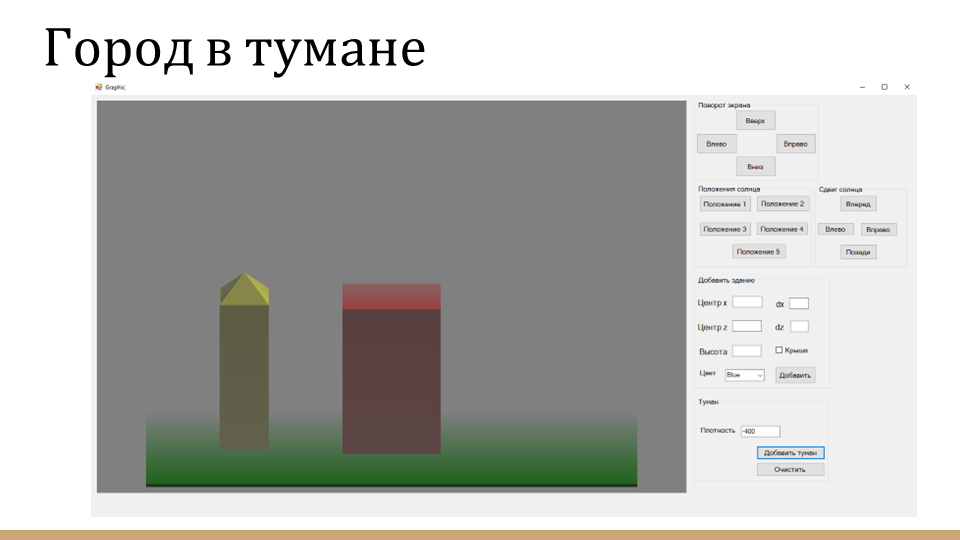 Город в тумане
Graphic
Поворот экрана
Вверх
Влево
Вправо
Вниз
Положения солнца
Положение 1
Положение 2
Положение 3
Положение 4
Положение 5
Сдвиг солнца
Вперед
Влево
Вправо
Позади
Добавить здание
Центр x
dx
Центр z
dz
Высота
Крыша
Цвет
Blue
Добавить
Туман
Плотность
-400
Добавить туман
Очистить